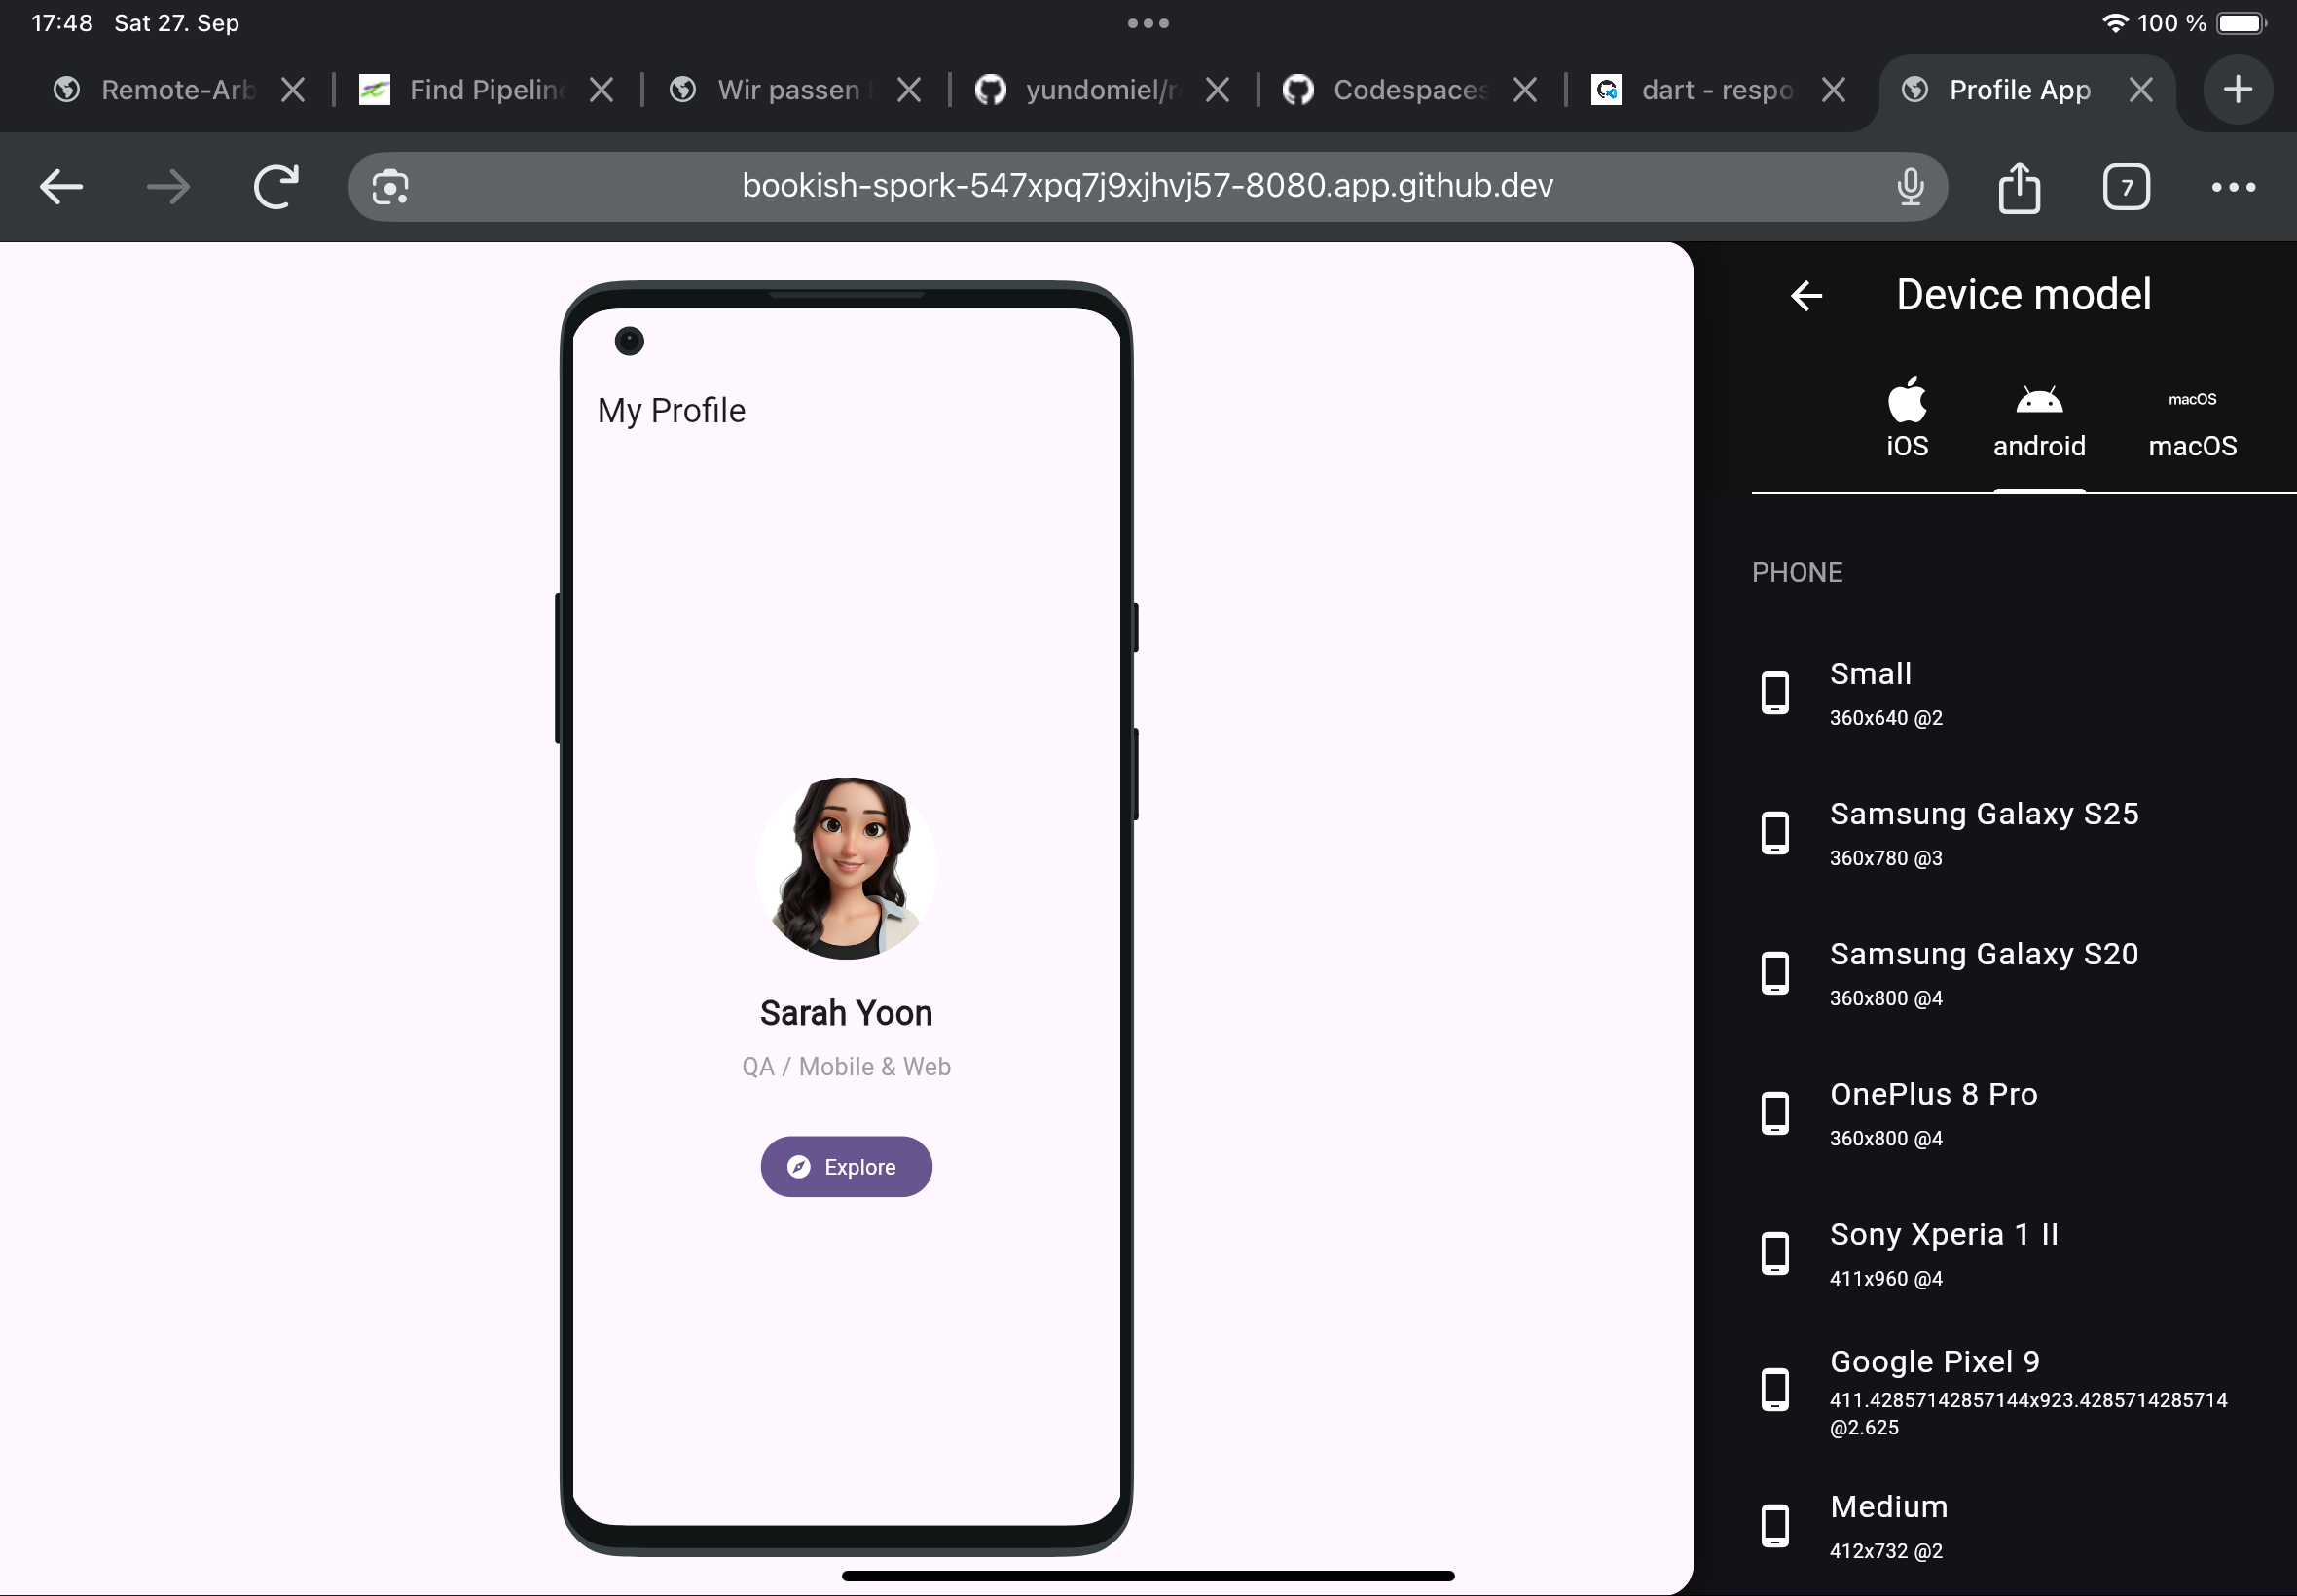 17:48 Sat 27. Sep
100 %
Remote-Arb
Find Pipeline
Wir passen
yundomiel/r
Codespaces
dart - respo
Profile App
bookish-spork-547xpq7j9xjhvj57-8080.app.github.dev
7
My Profile
Sarah Yoon
QA / Mobile & Web
Explore
Device model
macOS
iOS android macOS
PHONE
Small
360x640 @2
Samsung Galaxy S25
360x780 @3
Samsung Galaxy S20
360x800 @4
OnePlus 8 Pro
360x800 @4
Sony Xperia 1 II
411x960 @4
Google Pixel 9
411.42857142857144x923.4285714285714
@2.625
Medium
412x732 @2